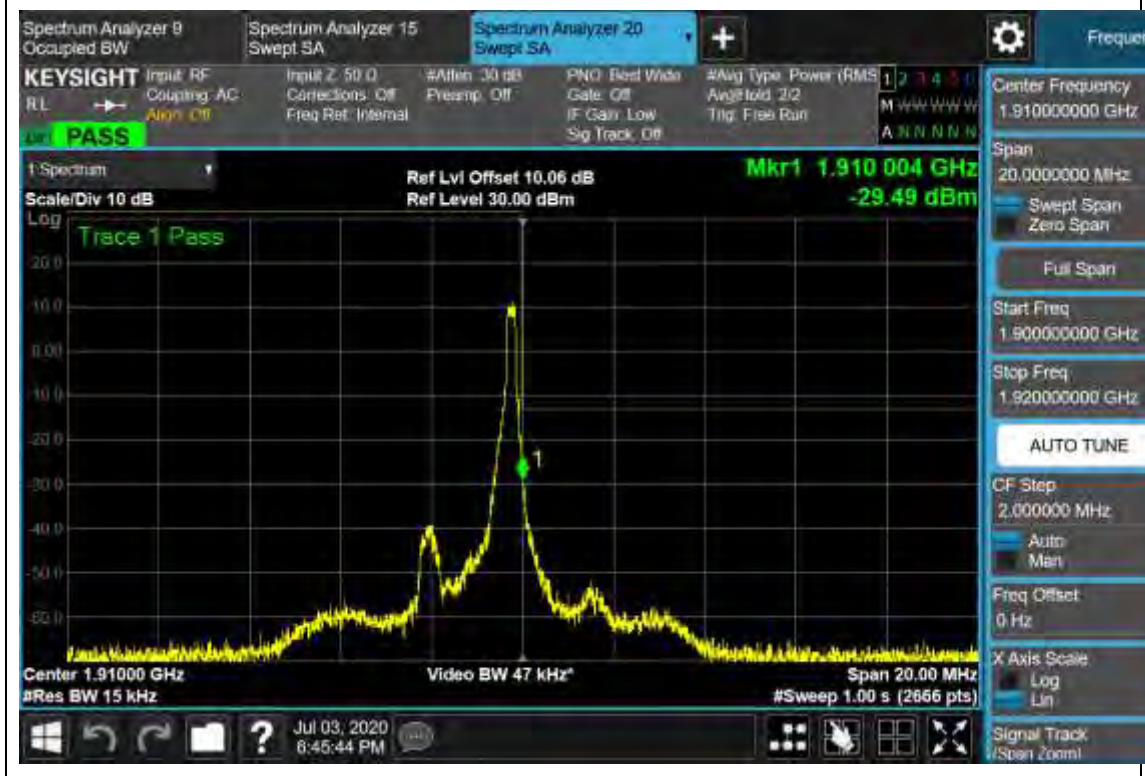 Spectrum Analyzer 9
Occupied BW
Spectrum Analyzer 15
Swept SA
Spectrum Analyzer 20
Swept SA
Frequen
KEYSIGHT
RL
Input: RF
Coupling: AC
Align: Off
Input Z: 50 Ω
Corrections: Off
Freq Ref: Internal
#Atten: 30 dB
Preamp: Off
PNO: Best Wide
Gate: Off
IF Gain: Low
Sig Track: Off
#Avg Type: Power (RMS
Avg|Hold: 2/2
Trig: Free Run
1 2 3 4 5 6
M W W W W W
A N N N N N
PASS
1 Spectrum
Scale/Div 10 dB
Ref Lvl Offset 10.06 dB
Ref Level 30.00 dBm
Mkr1 1.910 004 GHz
-29.49 dBm
Log
Trace 1 Pass
20.0
10.0
0.00
-10.0
-20.0
-30.0
-40.0
-50.0
-60.0
1
Center 1.91000 GHz
#Res BW 15 kHz
Video BW 47 kHz*
Span 20.00 MHz
#Sweep 1.00 s (2666 pts)
Center Frequency
1.910000000 GHz
Span
20.0000000 MHz
Swept Span
Zero Span
Full Span
Start Freq
1.900000000 GHz
Stop Freq
1.920000000 GHz
AUTO TUNE
CF Step
2.000000 MHz
Auto
Man
Freq Offset
0 Hz
X Axis Scale
Log
Lin
Signal Track
(Span Zoom)
?
Jul 03, 2020
6:45:44 PM